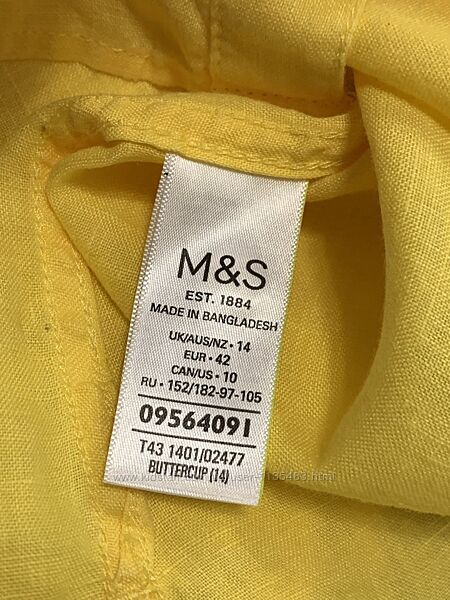 M&S
EST. 1884
MADE IN BANGLADESH
UK/AUS/NZ • 14
EUR • 42
CAN/US • 10
RU • 152/182-97-105
09564091
T43 1401/02477
BUTTERCUP (14)